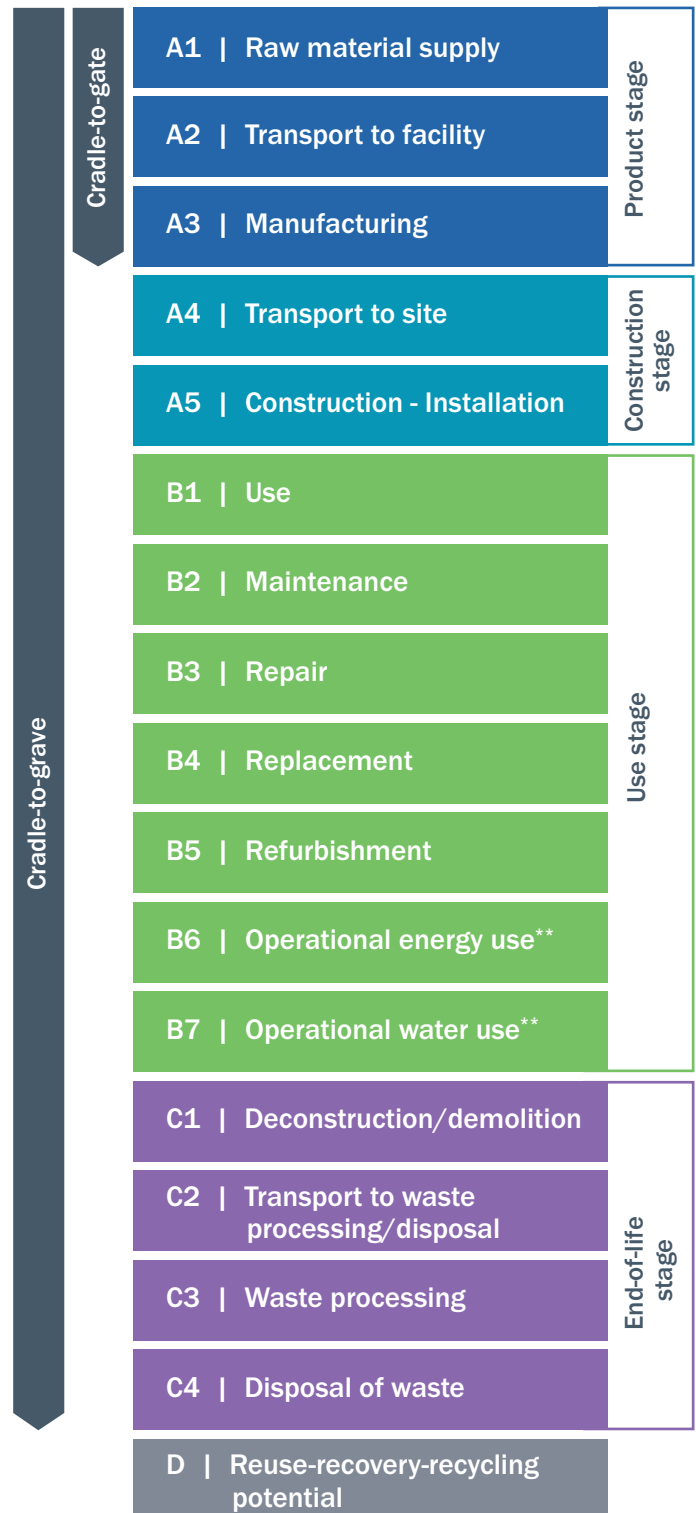 Cradle-to-grave
Cradle-to-gate
A1 | Raw material supply
A2 | Transport to facility
A3 | Manufacturing
Product stage
A4 | Transport to site
A5 | Construction - Installation
Construction
stage
B1 | Use
B2 | Maintenance
B3 | Repair
B4 | Replacement
B5 | Refurbishment
B6 | Operational energy use**
B7 | Operational water use**
Use stage
C1 | Deconstruction/demolition
C2 | Transport to waste
processing/disposal
C3 | Waste processing
C4 | Disposal of waste
End-of-life
stage
D | Reuse-recovery-recycling
potential